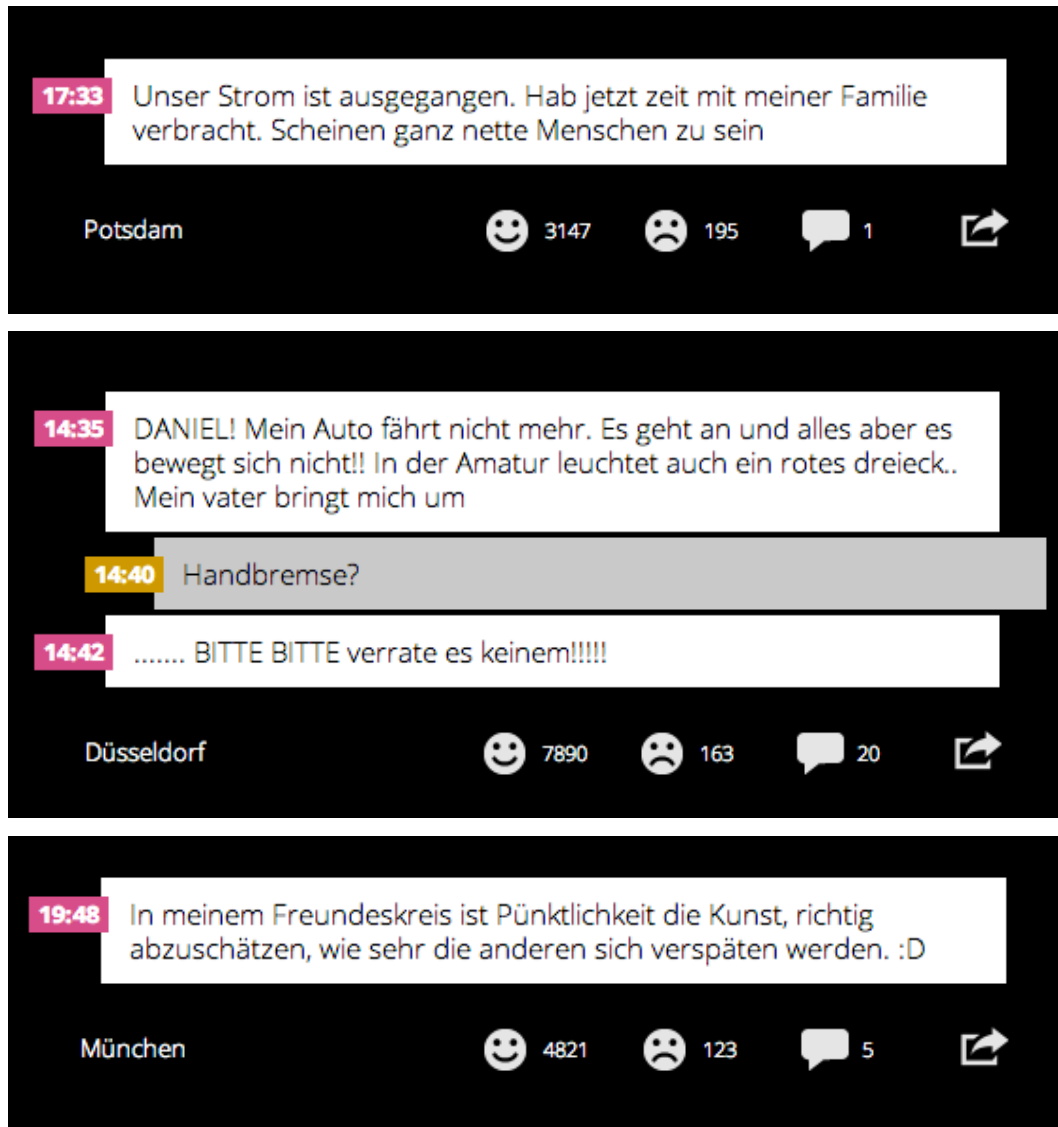 17:33 Unser Strom ist ausgegangen. Hab jetzt zeit mit meiner Familie
verbracht. Scheinen ganz nette Menschen zu sein
Potsdam 3147 195 1
14:35 DANIEL! Mein Auto fährt nicht mehr. Es geht an und alles aber es
bewegt sich nicht!! In der Amatur leuchtet auch ein rotes dreieck..
Mein vater bringt mich um
14:40 Handbremse?
14:42 ....... BITTE BITTE verrate es keinem!!!!!
Düsseldorf 7890 163 20
19:48 In meinem Freundeskreis ist Pünktlichkeit die Kunst, richtig
abzuschätzen, wie sehr die anderen sich verspäten werden. :D
München 4821 123 5